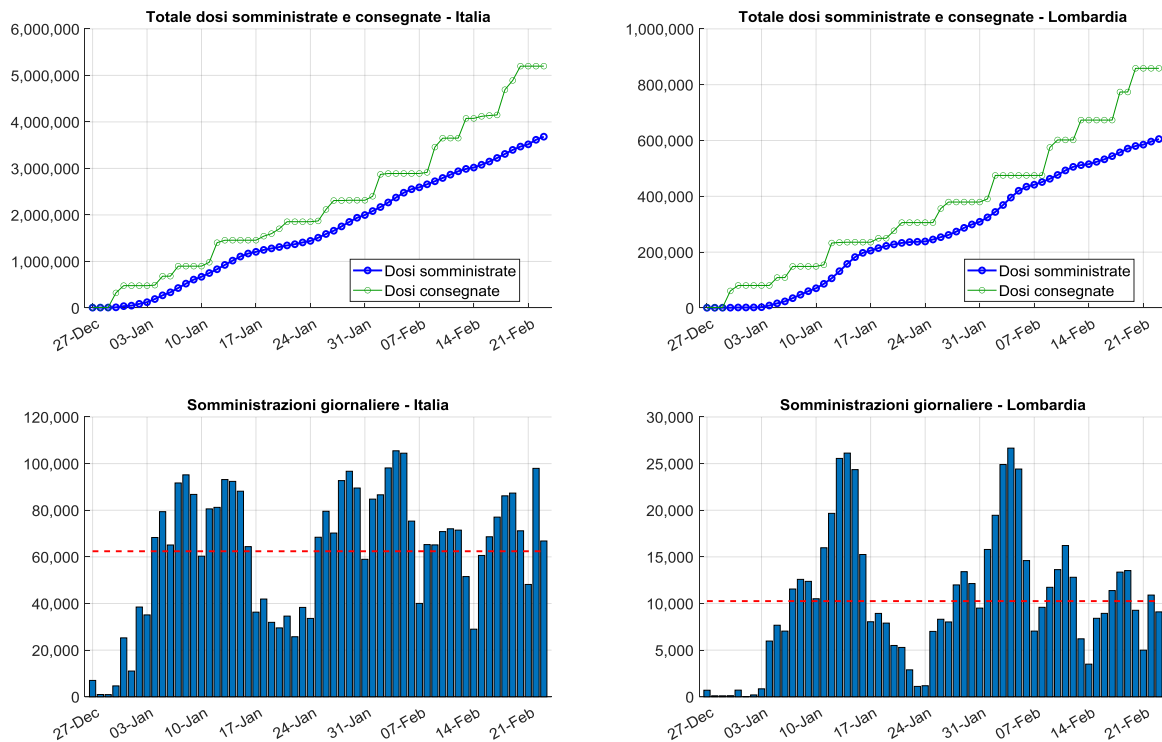 Totale dosi somministrate e consegnate - Italia
6,000,000
5,000,000
4,000,000
3,000,000
2,000,000
1,000,000
0
27-Dec
03-Jan
10-Jan
17-Jan
24-Jan
31-Jan
07-Feb
14-Feb
21-Feb
Dosi somministrate
Dosi consegnate
Totale dosi somministrate e consegnate - Lombardia
1,000,000
800,000
600,000
400,000
200,000
0
27-Dec
03-Jan
10-Jan
17-Jan
24-Jan
31-Jan
07-Feb
14-Feb
21-Feb
Dosi somministrate
Dosi consegnate
Somministrazioni giornaliere - Italia
120,000
100,000
80,000
60,000
40,000
20,000
0
27-Dec
03-Jan
10-Jan
17-Jan
24-Jan
31-Jan
07-Feb
14-Feb
21-Feb
Somministrazioni giornaliere - Lombardia
30,000
25,000
20,000
15,000
10,000
5,000
0
27-Dec
03-Jan
10-Jan
17-Jan
24-Jan
31-Jan
07-Feb
14-Feb
21-Feb